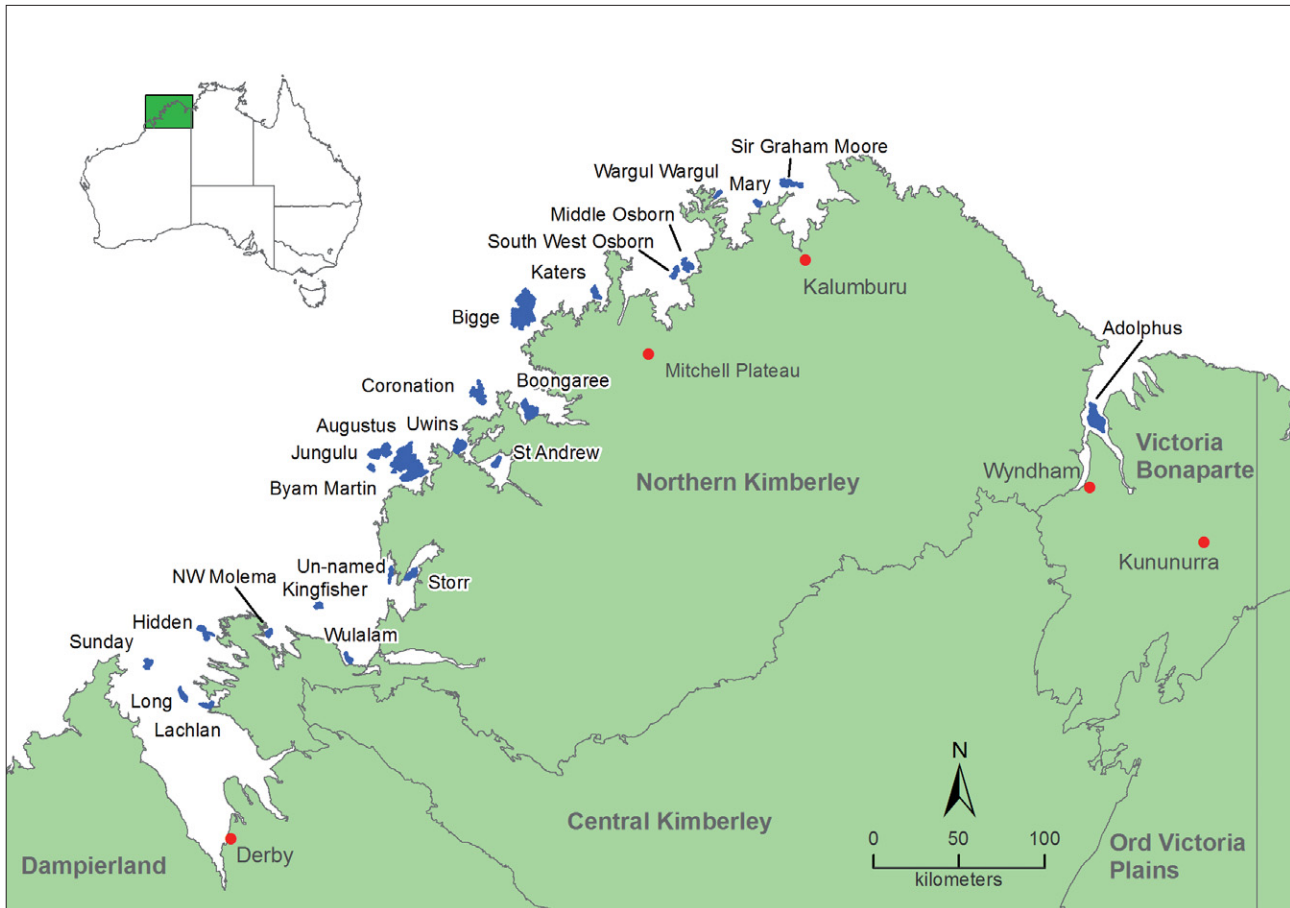 Sir Graham Moore
Wargul Wargul
Mary
Middle Osborn
South West Osborn
Katers
Kalumburu
Bigge
Adolphus
Mitchell Plateau
Coronation
Boongaree
Augustus
Uwins
Jungulu
St Andrew
Victoria
Bonaparte
Byam Martin
Northern Kimberley
Wyndham
Kununurra
Un-named
NW Molema
Kingfisher
Storr
Hidden
Sunday
Wulalam
Long
Lachlan
N
0 50 100
kilometers
Central Kimberley
Derby
Dampierland
Ord Victoria
Plains